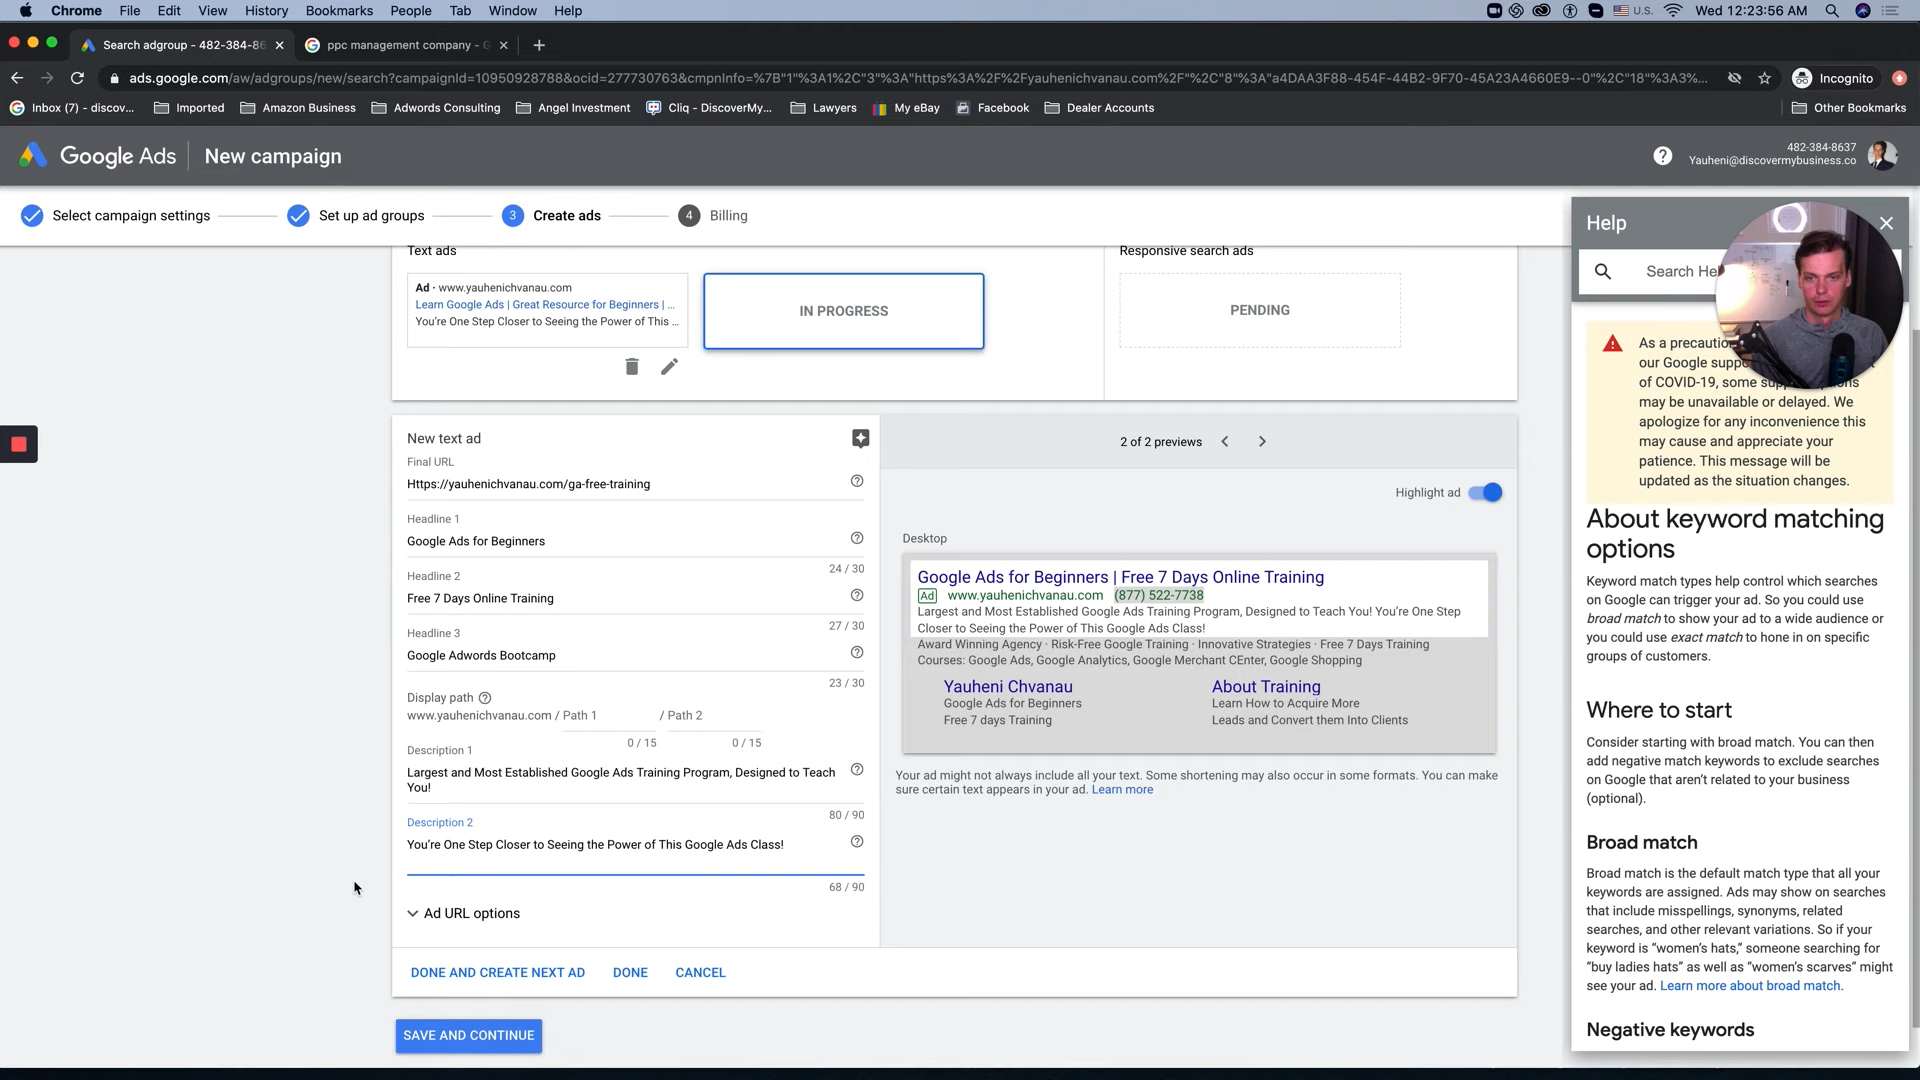 Chrome File Edit View History Bookmarks People Tab Window Help
U.S. Wed 12:23:56 AM
Search adgroup - 482-384-86
ppc management company - G
ads.google.com/aw/adgroups/new/search?campaignId=10950928788&ocid=277730763&cmpnInfo=%7B"1"%3A1%2C"3"%3A"https%3A%2F%2Fyauhenichvanau.com%2F"%2C"8"%3A"a4DAA3F88-454F-44B2-9F70-45A23A4660E9--0"%2C"18"%3A3%...
Incognito
Inbox (7) - discov...
Imported
Amazon Business
Adwords Consulting
Angel Investment
Cliq - DiscoverMy...
Lawyers
My eBay
Facebook
Dealer Accounts
Other Bookmarks
Google Ads
New campaign
482-384-8637
Yauheni@discovermybusiness.co
Select campaign settings
Set up ad groups
3 Create ads
4 Billing
Text ads
Responsive search ads
Ad · www.yauhenichvanau.com
Learn Google Ads | Great Resource for Beginners | ...
You're One Step Closer to Seeing the Power of This ...
IN PROGRESS
PENDING
New text ad
Final URL
Https://yauhenichvanau.com/ga-free-training
Headline 1
Google Ads for Beginners
24 / 30
Headline 2
Free 7 Days Online Training
27 / 30
Headline 3
Google Adwords Bootcamp
23 / 30
Display path
www.yauhenichvanau.com / Path 1 / Path 2
0 / 15 0 / 15
Description 1
Largest and Most Established Google Ads Training Program, Designed to Teach
You!
80 / 90
Description 2
You're One Step Closer to Seeing the Power of This Google Ads Class!
68 / 90
Ad URL options
DONE AND CREATE NEXT AD DONE CANCEL
SAVE AND CONTINUE
2 of 2 previews
Highlight ad
Desktop
Google Ads for Beginners | Free 7 Days Online Training
Ad www.yauhenichvanau.com (877) 522-7738
Largest and Most Established Google Ads Training Program, Designed to Teach You! You're One Step
Closer to Seeing the Power of This Google Ads Class!
Award Winning Agency · Risk-Free Google Training · Innovative Strategies · Free 7 Days Training
Courses: Google Ads, Google Analytics, Google Merchant CEnter, Google Shopping
Yauheni Chvanau
Google Ads for Beginners
Free 7 days Training
About Training
Learn How to Acquire More
Leads and Convert them Into Clients
Your ad might not always include all your text. Some shortening may also occur in some formats. You can make
sure certain text appears in your ad. Learn more
Help
Search He
As a precautio
our Google suppo
of COVID-19, some
may be unavailable or delayed. We
apologize for any inconvenience this
may cause and appreciate your
patience. This message will be
updated as the situation changes.
About keyword matching
options
Keyword match types help control which searches
on Google can trigger your ad. So you could use
broad match to show your ad to a wide audience or
you could use exact match to hone in on specific
groups of customers.
Where to start
Consider starting with broad match. You can then
add negative match keywords to exclude searches
on Google that aren't related to your business
(optional).
Broad match
Broad match is the default match type that all your
keywords are assigned. Ads may show on searches
that include misspellings, synonyms, related
searches, and other relevant variations. So if your
keyword is "women's hats," someone searching for
"buy ladies hats" as well as "women's scarves" might
see your ad. Learn more about broad match.
Negative keywords